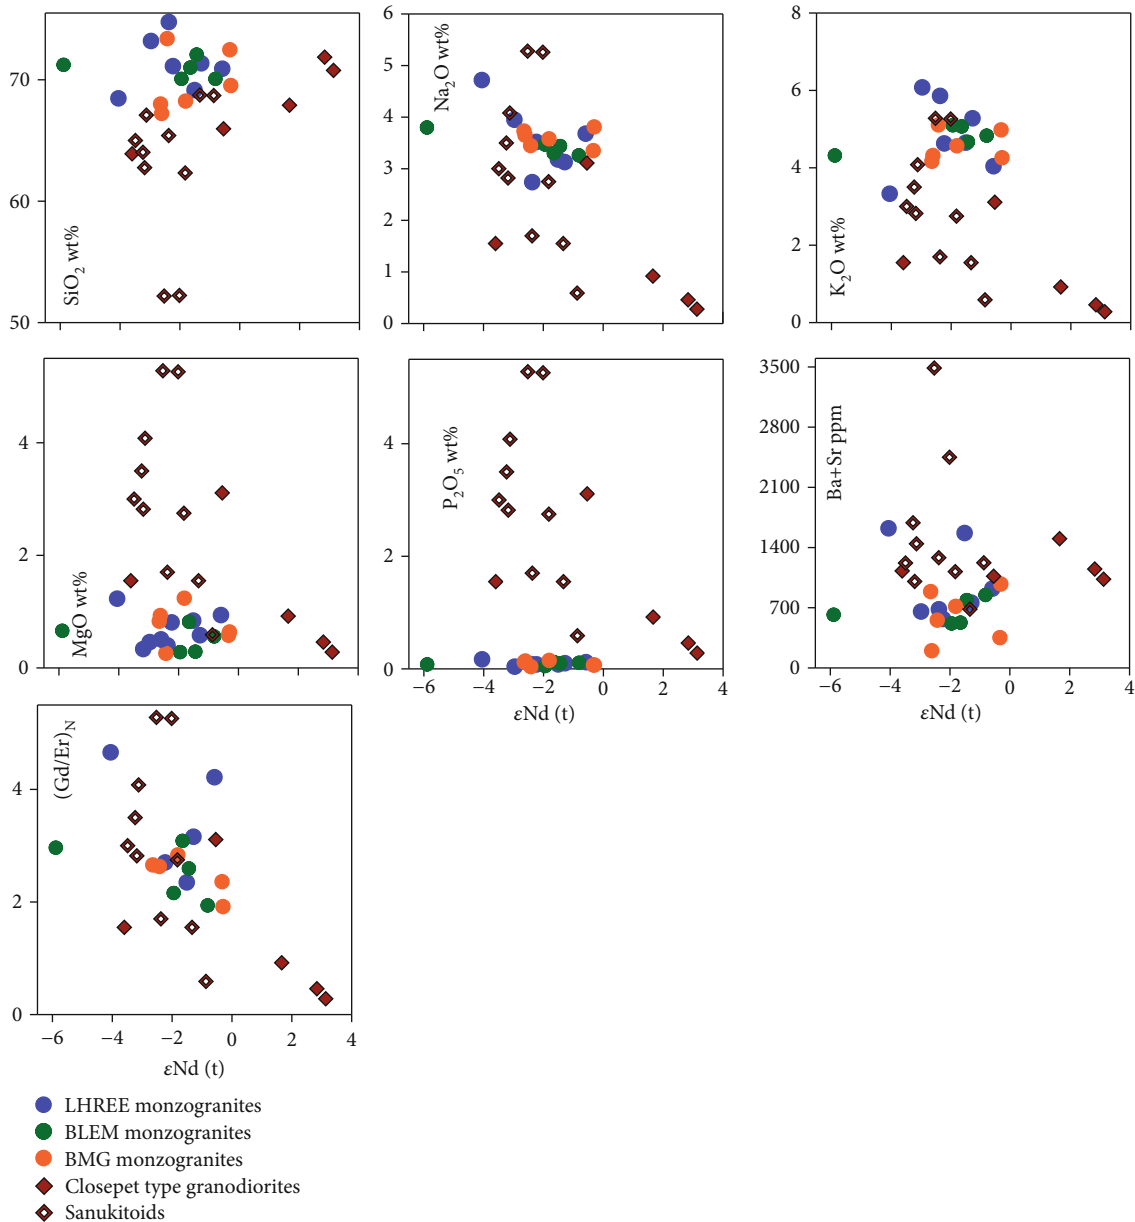 70
60
50
SiO₂ wt%
6
5
4
3
2
1
0
Na₂O wt%
8
6
4
2
0
K₂O wt%
4
2
0
MgO wt%
4
2
0
P₂O₅ wt%
−6 −4 −2 0 2 4
εNd (t)
3500
2800
2100
1400
700
0
Ba+Sr ppm
−6 −4 −2 0 2 4
εNd (t)
4
2
0
(Gd/Er)N
−6 −4 −2 0 2 4
εNd (t)
LHREE monzogranites
BLEM monzogranites
BMG monzogranites
Closepet type granodiorites
Sanukitoids